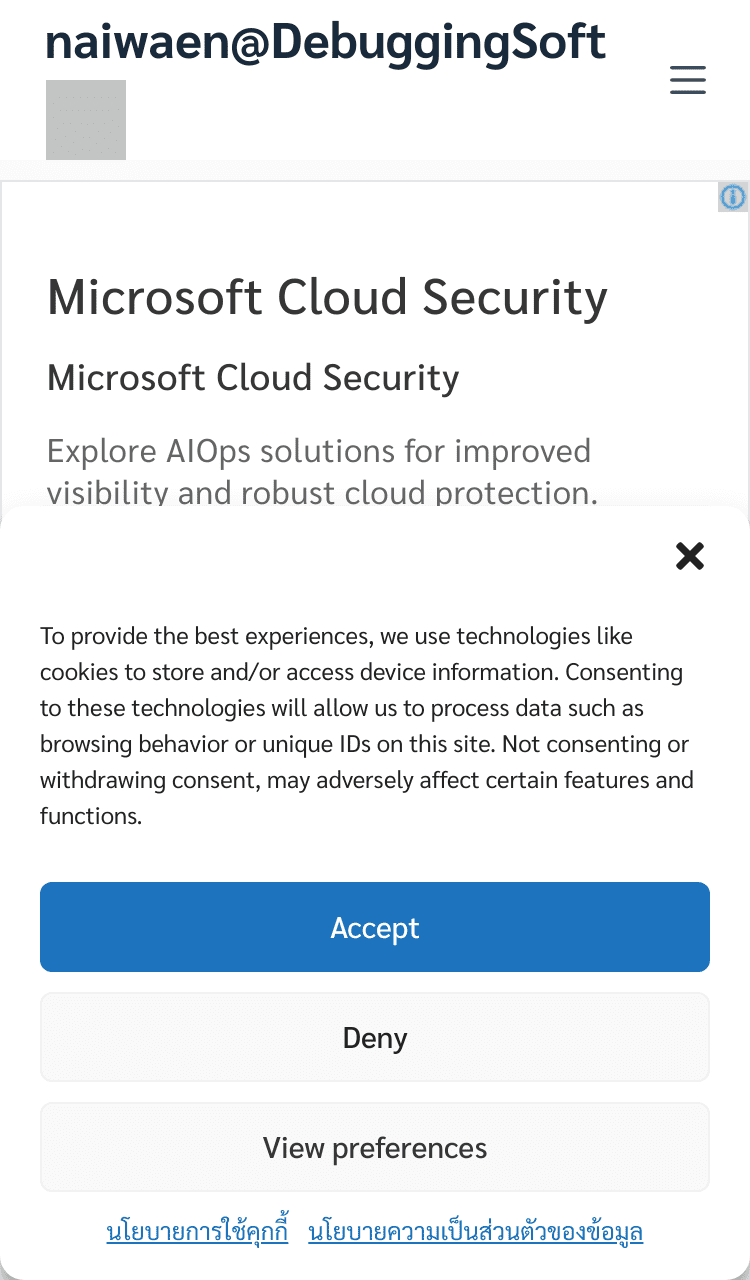 naiwaen@DebuggingSoft
Microsoft Cloud Security
Microsoft Cloud Security
Explore AIOps solutions for improved
visibility and robust cloud protection.
To provide the best experiences, we use technologies like
cookies to store and/or access device information. Consenting
to these technologies will allow us to process data such as
browsing behavior or unique IDs on this site. Not consenting or
withdrawing consent, may adversely affect certain features and
functions.
Accept
Deny
View preferences
นโยบายการใช้คุกกี้ นโยบายความเป็นส่วนตัวของข้อมูล